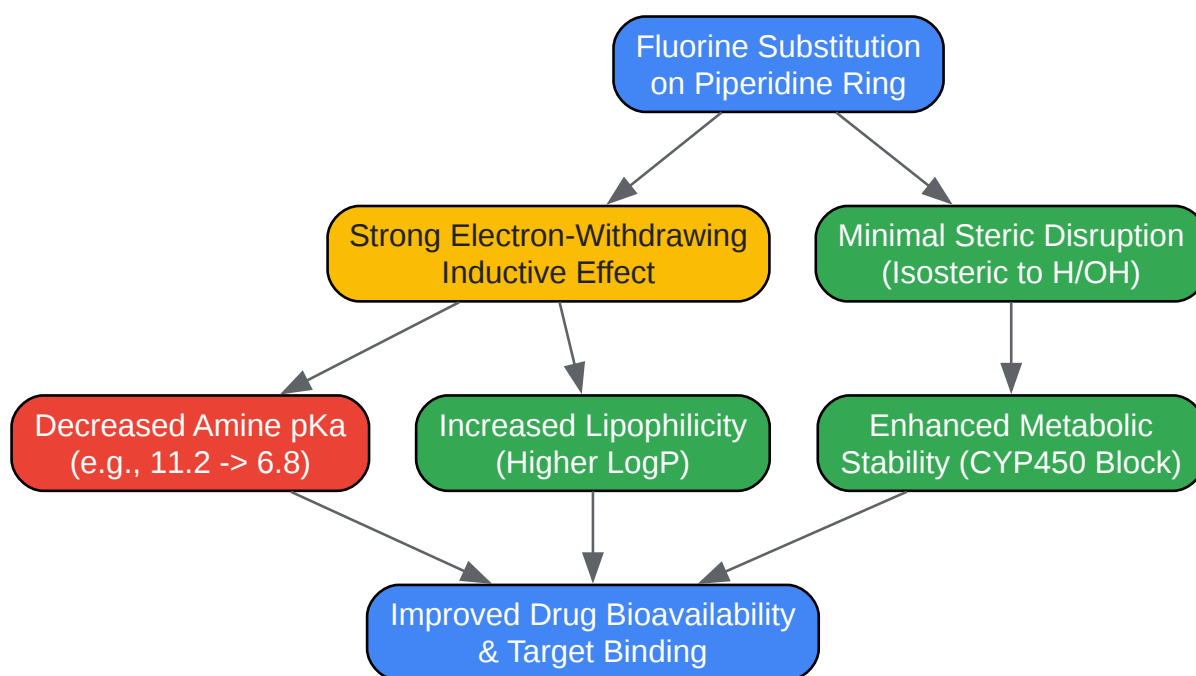 Fluorine Substitution
on Piperidine Ring
Strong Electron-Withdrawing
Inductive Effect
Minimal Steric Disruption
(Isosteric to H/OH)
Decreased Amine pKa
(e.g., 11.2 -> 6.8)
Increased Lipophilicity
(Higher LogP)
Enhanced Metabolic
Stability (CYP450 Block)
Improved Drug Bioavailability
& Target Binding